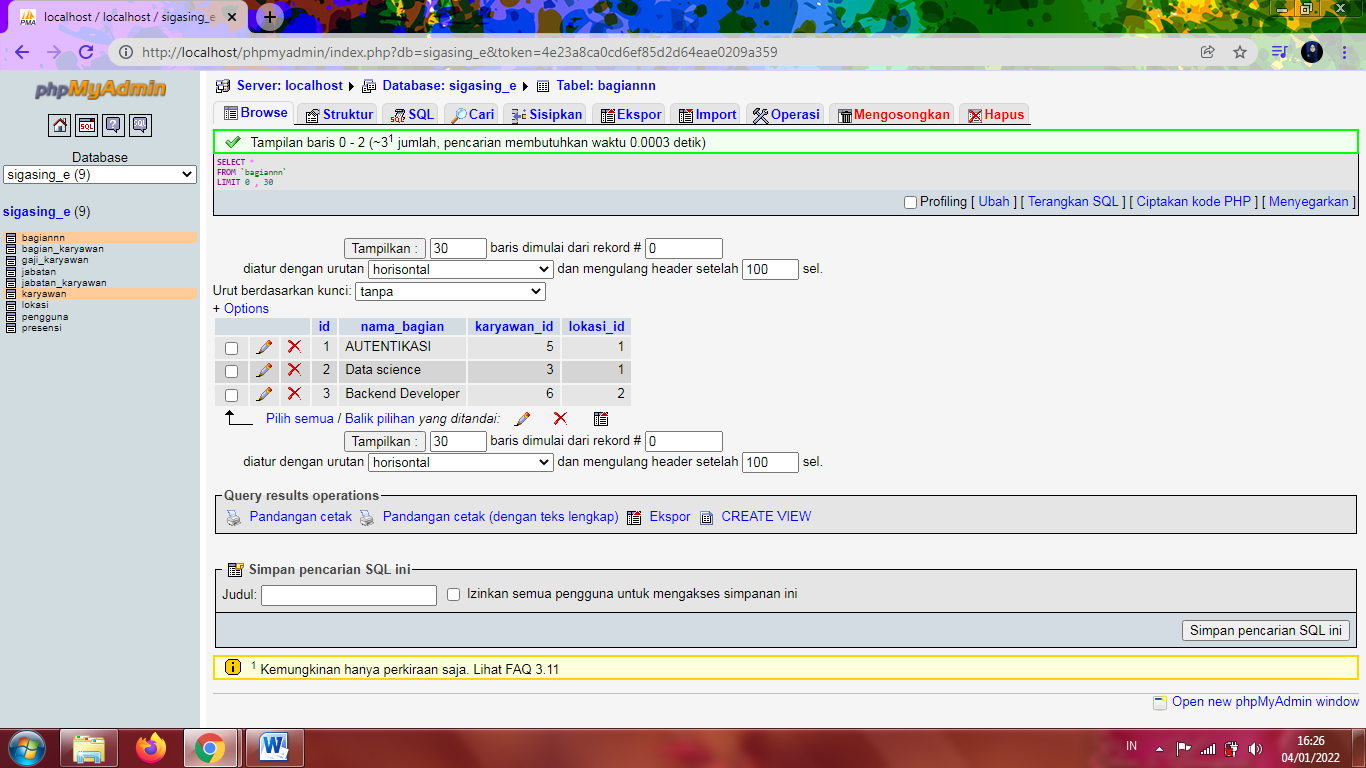 localhost / localhost / sigasing_e
http://localhost/phpmyadmin/index.php?db=sigasing_e&token=4e23a8ca0cd6ef85d2d64eae0209a359
phpMyAdmin
Database
sigasing_e (9)
sigasing_e (9)
bagiannn
bagian_karyawan
gaji_karyawan
jabatan
jabatan_karyawan
karyawan
lokasi
pengguna
presensi
Server: localhost Database: sigasing_e Tabel: bagiannn
Browse Struktur SQL Cari Sisipkan Ekspor Import Operasi Mengosongkan Hapus
Tampilan baris 0 - 2 (~3¹ jumlah, pencarian membutuhkan waktu 0.0003 detik)
SELECT *
FROM `bagiannn`
LIMIT 0 , 30
Profiling [ Ubah ] [ Terangkan SQL ] [ Ciptakan kode PHP ] [ Menyegarkan ]
Tampilkan : 30 baris dimulai dari rekord # 0
diatur dengan urutan horisontal dan mengulang header setelah 100 sel.
Urut berdasarkan kunci: tanpa
+ Options
id nama_bagian karyawan_id lokasi_id
1 AUTENTIKASI 5 1
2 Data science 3 1
3 Backend Developer 6 2
Pilih semua / Balik pilihan yang ditandai:
Tampilkan : 30 baris dimulai dari rekord # 0
diatur dengan urutan horisontal dan mengulang header setelah 100 sel.
Query results operations
Pandangan cetak Pandangan cetak (dengan teks lengkap) Ekspor CREATE VIEW
Simpan pencarian SQL ini
Judul: Izinkan semua pengguna untuk mengakses simpanan ini
Simpan pencarian SQL ini
¹ Kemungkinan hanya perkiraan saja. Lihat FAQ 3.11
Open new phpMyAdmin window
IN
16:26
04/01/2022